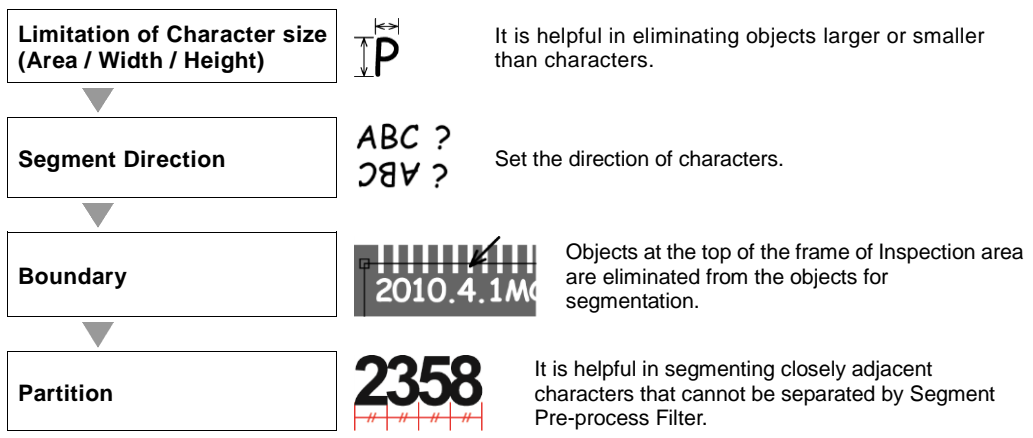 Limitation of Character size
(Area / Width / Height)
P
It is helpful in eliminating objects larger or smaller
than characters.
Segment Direction
ABC ?
ABC ?
Set the direction of characters.
Boundary
2010.4.1M
Objects at the top of the frame of Inspection area
are eliminated from the objects for
segmentation.
Partition
2358
It is helpful in segmenting closely adjacent
characters that cannot be separated by Segment
Pre-process Filter.